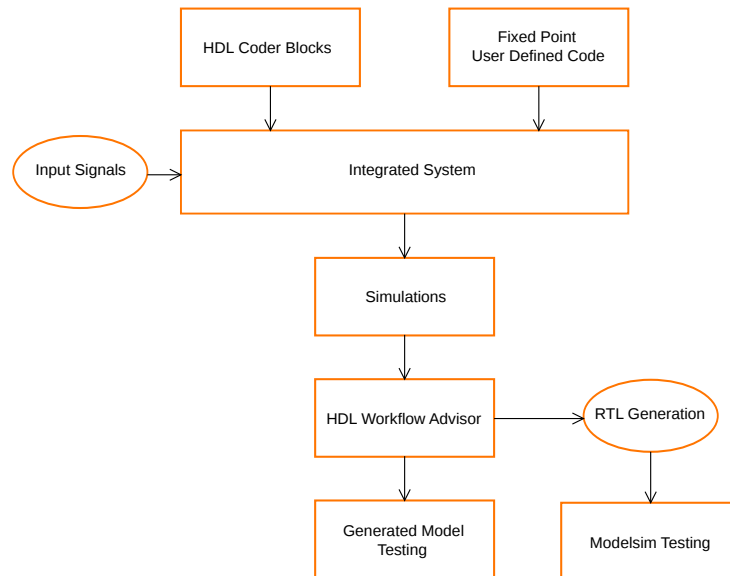 HDL Coder Blocks
Fixed Point
User Defined Code
Input Signals
Integrated System
Simulations
HDL Workflow Advisor
RTL Generation
Generated Model
Testing
Modelsim Testing